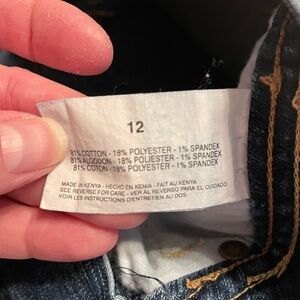 12
81% COTTON - 18% POLYESTER - 1% SPANDEX
81% ALGODON - 18% POLIESTER - 1% SPANDEX
81% COTON - 18% POLYESTER - 1% SPANDEX
MADE IN KENYA - HECHO EN KENIA - FAIT AU KENYA
SEE REVERSE FOR CARE - VER AL REVERSO PARA EL CUIDADO
VOIR LES INSTRUCTIONS D'ENTRETIEN AU DOS